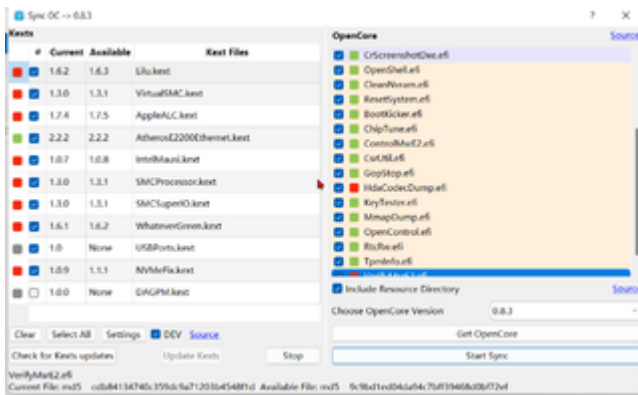 Sync OC -> 0.8.3
Kexts
# Current Available Kext Files
1.6.2 1.6.3 Lilu.kext
1.3.0 1.3.1 VirtualSMC.kext
1.7.4 1.7.5 AppleALC.kext
2.2.2 2.2.2 AtherosE2200Ethernet.kext
1.0.7 1.0.8 IntelMausi.kext
1.3.0 1.3.1 SMCProcessor.kext
1.3.0 1.3.1 SMCSuperIO.kext
1.6.1 1.6.2 WhateverGreen.kext
1.0 None USBPorts.kext
1.0.9 1.1.1 NVMeFix.kext
1.0.0 None DAGPM.kext
Clear Select All Settings DEV Source
Check for Kexts updates Update Kexts Stop
OpenCore Source
CrScreenshotDxe.efi
OpenShell.efi
CleanNvram.efi
ResetSystem.efi
BootKicker.efi
ChipTune.efi
ControlMsrE2.efi
CsrUtil.efi
GopStop.efi
HdaCodecDump.efi
KeyTester.efi
MmapDump.efi
OpenControl.efi
RtcRw.efi
TpmInfo.efi
VerifyMsrE2.efi
Include Resource Directory Source
Choose OpenCore Version 0.8.3
Get OpenCore
Start Sync
VerifyMsrE2.efi
Current File: md5 Available File: md5